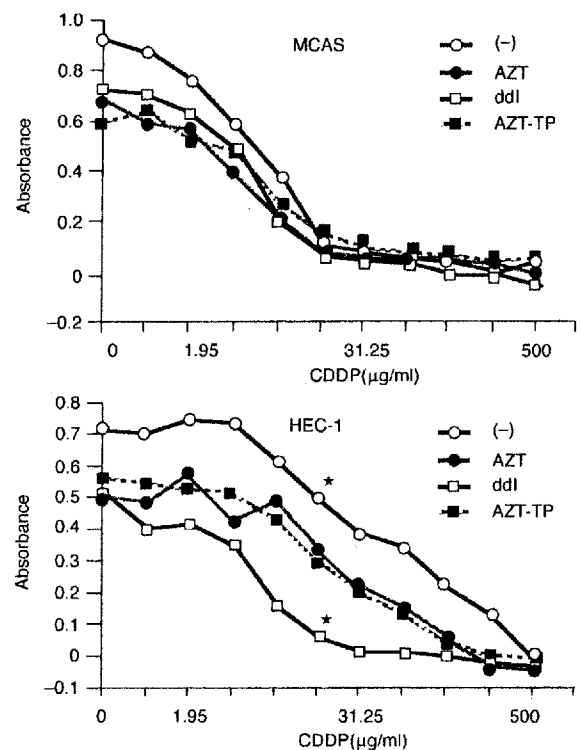 MCAS
(–)
AZT
ddI
AZT-TP
Absorbance
1.0
0.8
0.6
0.4
0.2
0
-0.2
0 1.95 31.25 500
CDDP(μg/ml)
HEC-1
(–)
AZT
ddI
AZT-TP
Absorbance
0.8
0.7
0.6
0.5
0.4
0.3
0.2
0.1
0
-0.1
0 1.95 31.25 500
CDDP(μg/ml)